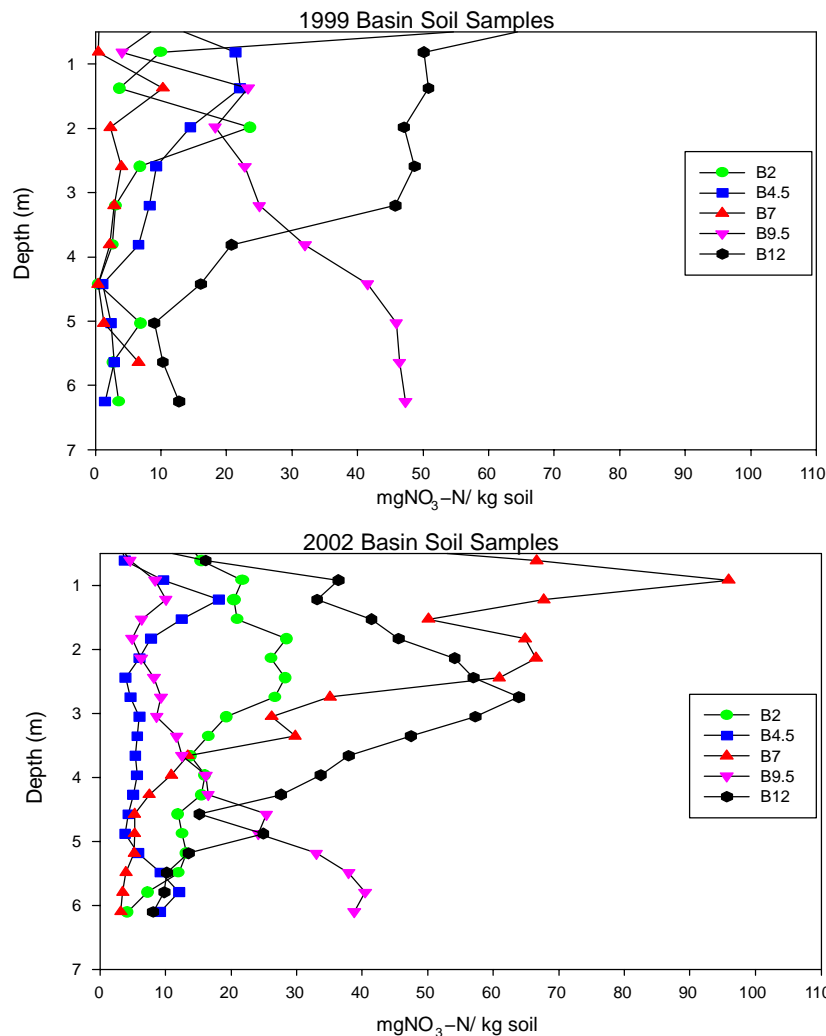 1999 Basin Soil Samples
Depth (m)
1
2
3
4
5
6
7
0 10 20 30 40 50 60 70 80 90 100 110
mgNO₃−N/ kg soil
B2
B4.5
B7
B9.5
B12
2002 Basin Soil Samples
Depth (m)
1
2
3
4
5
6
7
0 10 20 30 40 50 60 70 80 90 100 110
mgNO₃−N/ kg soil
B2
B4.5
B7
B9.5
B12